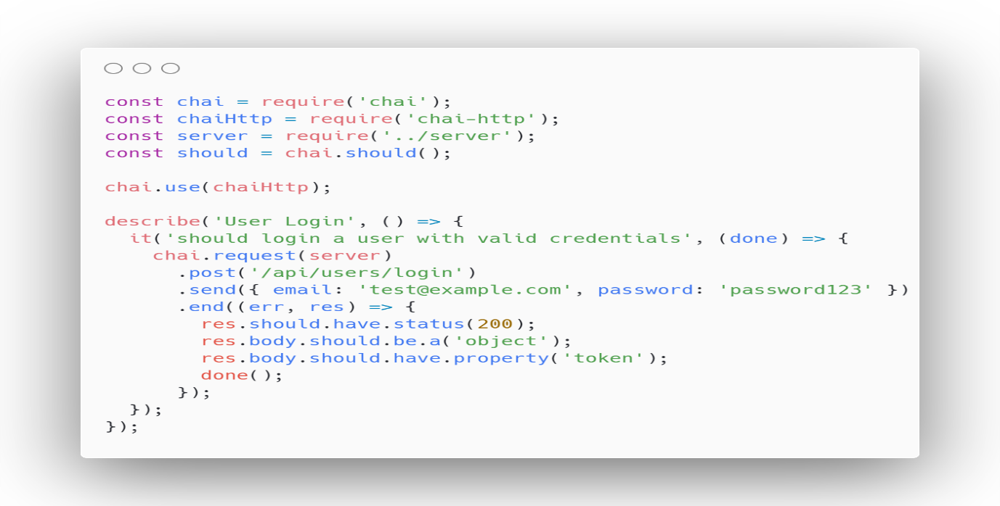 const chai = require('chai');
const chaiHttp = require('chai-http');
const server = require('../server');
const should = chai.should();

chai.use(chaiHttp);

describe('User Login', () => {
  it('should login a user with valid credentials', (done) => {
    chai.request(server)
      .post('/api/users/login')
      .send({ email: 'test@example.com', password: 'password123' })
      .end((err, res) => {
        res.should.have.status(200);
        res.body.should.be.a('object');
        res.body.should.have.property('token');
        done();
      });
  });
});